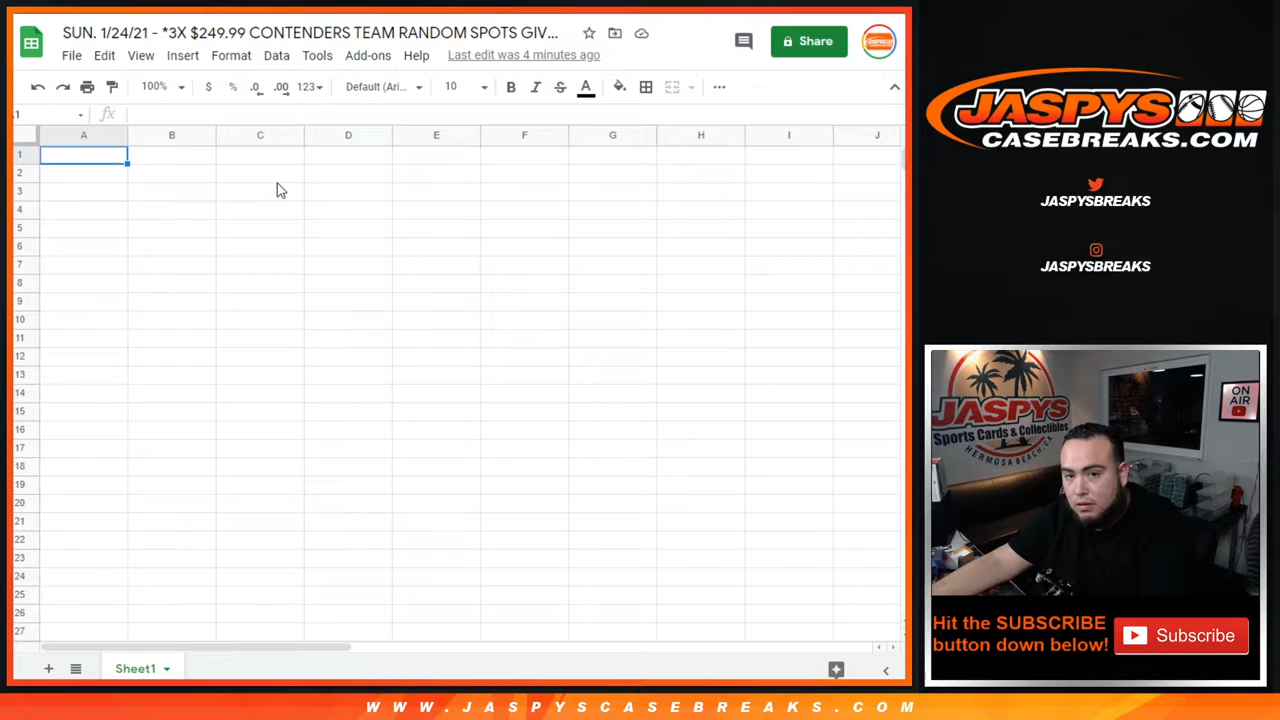 SUN. 1/24/21 - *3X $249.99 CONTENDERS TEAM RANDOM SPOTS GIV...
Share
File Edit View Insert Format Data Tools Add-ons Help Last edit was 4 minutes ago
100% $ % .0 .00 123 Default (Ari... 10 B I S A
fx
A B C D E F G H I J
1
2
3
4
5
6
7
8
9
10
11
12
13
14
15
16
17
18
19
20
21
22
23
24
25
26
27
Sheet1
JASPYS
CASEBREAKS.COM
JASPYSBREAKS
JASPYSBREAKS
JASPYS
Sports Cards & Collectibles
HERMOSA BEACH, CA
ON
AIR
Hit the SUBSCRIBE
button down below!
Subscribe
WWW.JASPYSCASEBREAKS.COM